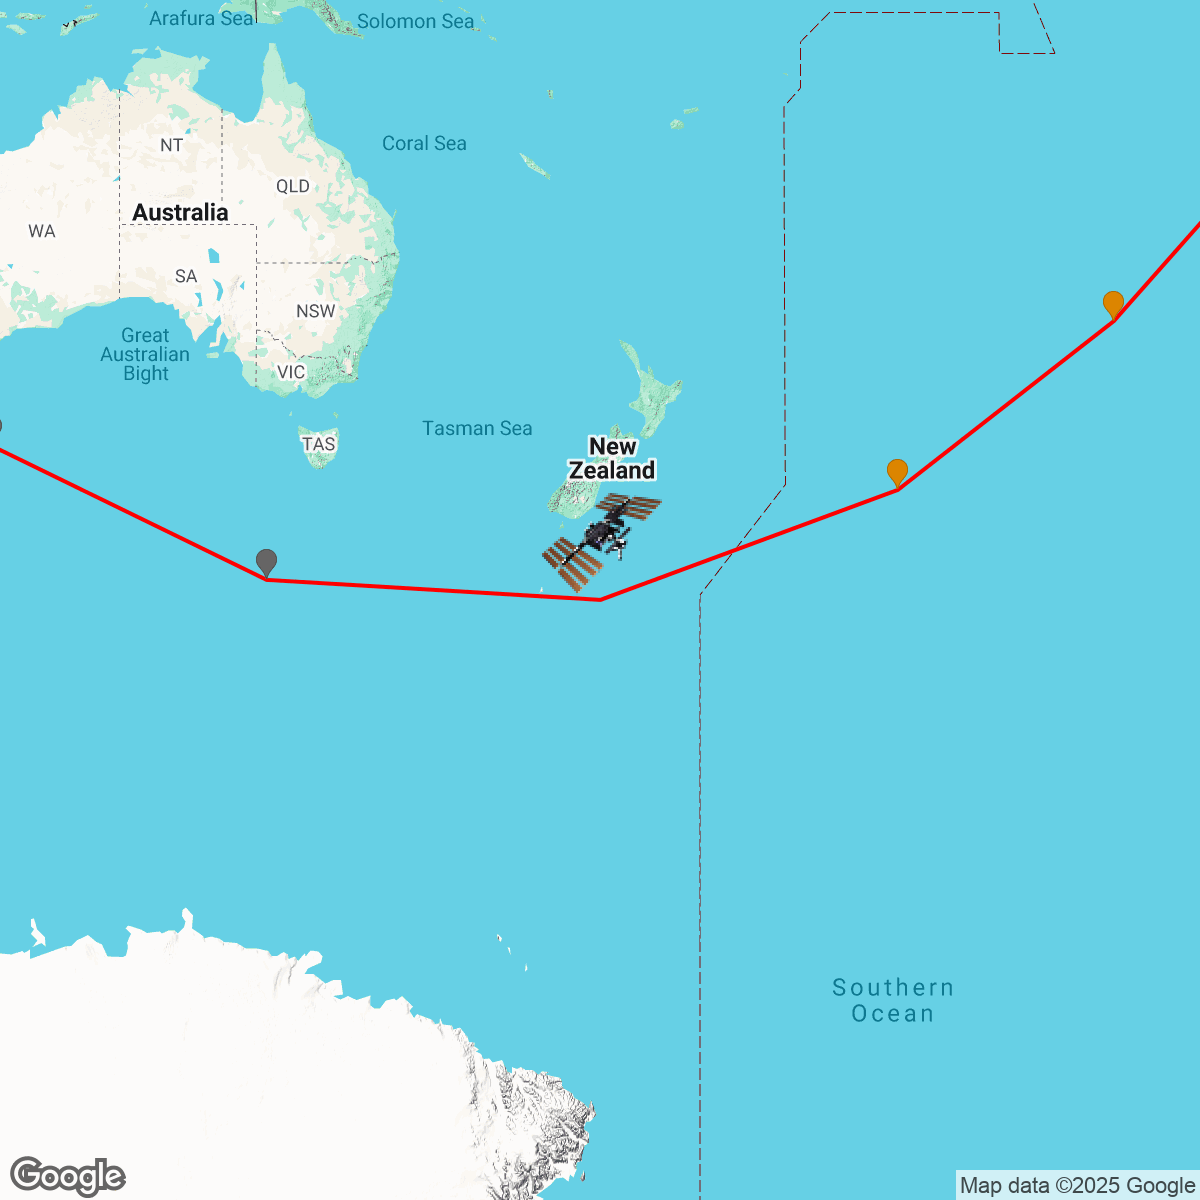 Arafura Sea
Solomon Sea
Coral Sea
NT
QLD
Australia
WA
SA
NSW
Great
Australian
Bight
VIC
TAS
Tasman Sea
New
Zealand
Southern
Ocean
Google
Map data ©2025 Google